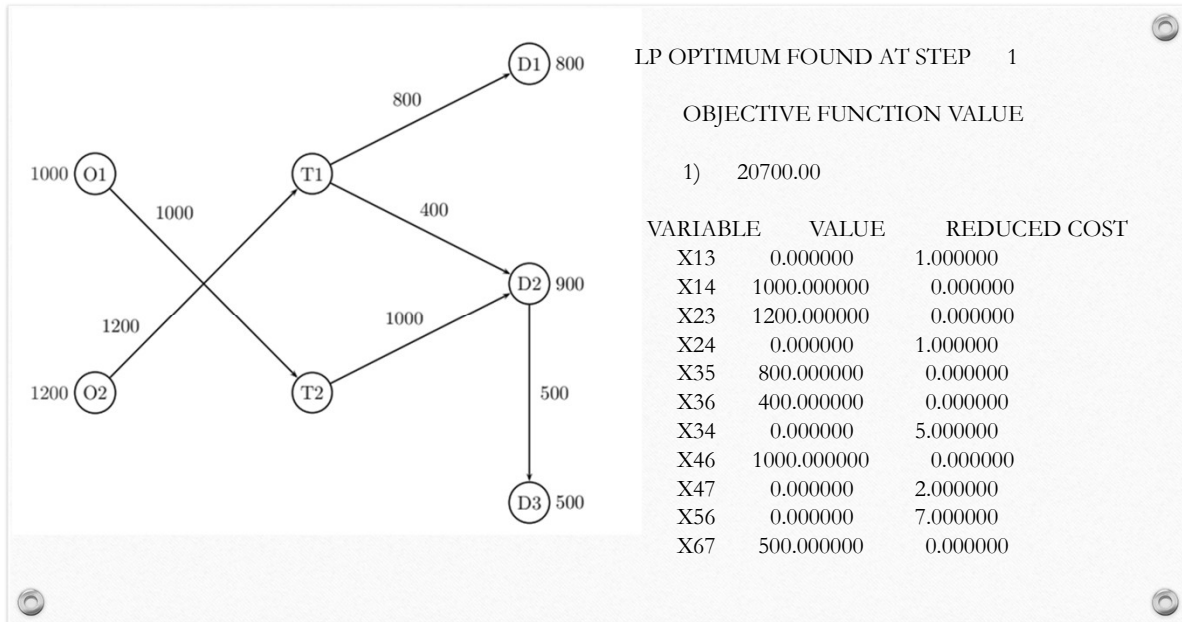 D1 800
800
1000 O1
T1
1000
400
D2 900
1200
1000
1200 O2
T2
500
D3 500
LP OPTIMUM FOUND AT STEP 1
OBJECTIVE FUNCTION VALUE
1) 20700.00
VARIABLE VALUE REDUCED COST
X13 0.000000 1.000000
X14 1000.000000 0.000000
X23 1200.000000 0.000000
X24 0.000000 1.000000
X35 800.000000 0.000000
X36 400.000000 0.000000
X34 0.000000 5.000000
X46 1000.000000 0.000000
X47 0.000000 2.000000
X56 0.000000 7.000000
X67 500.000000 0.000000